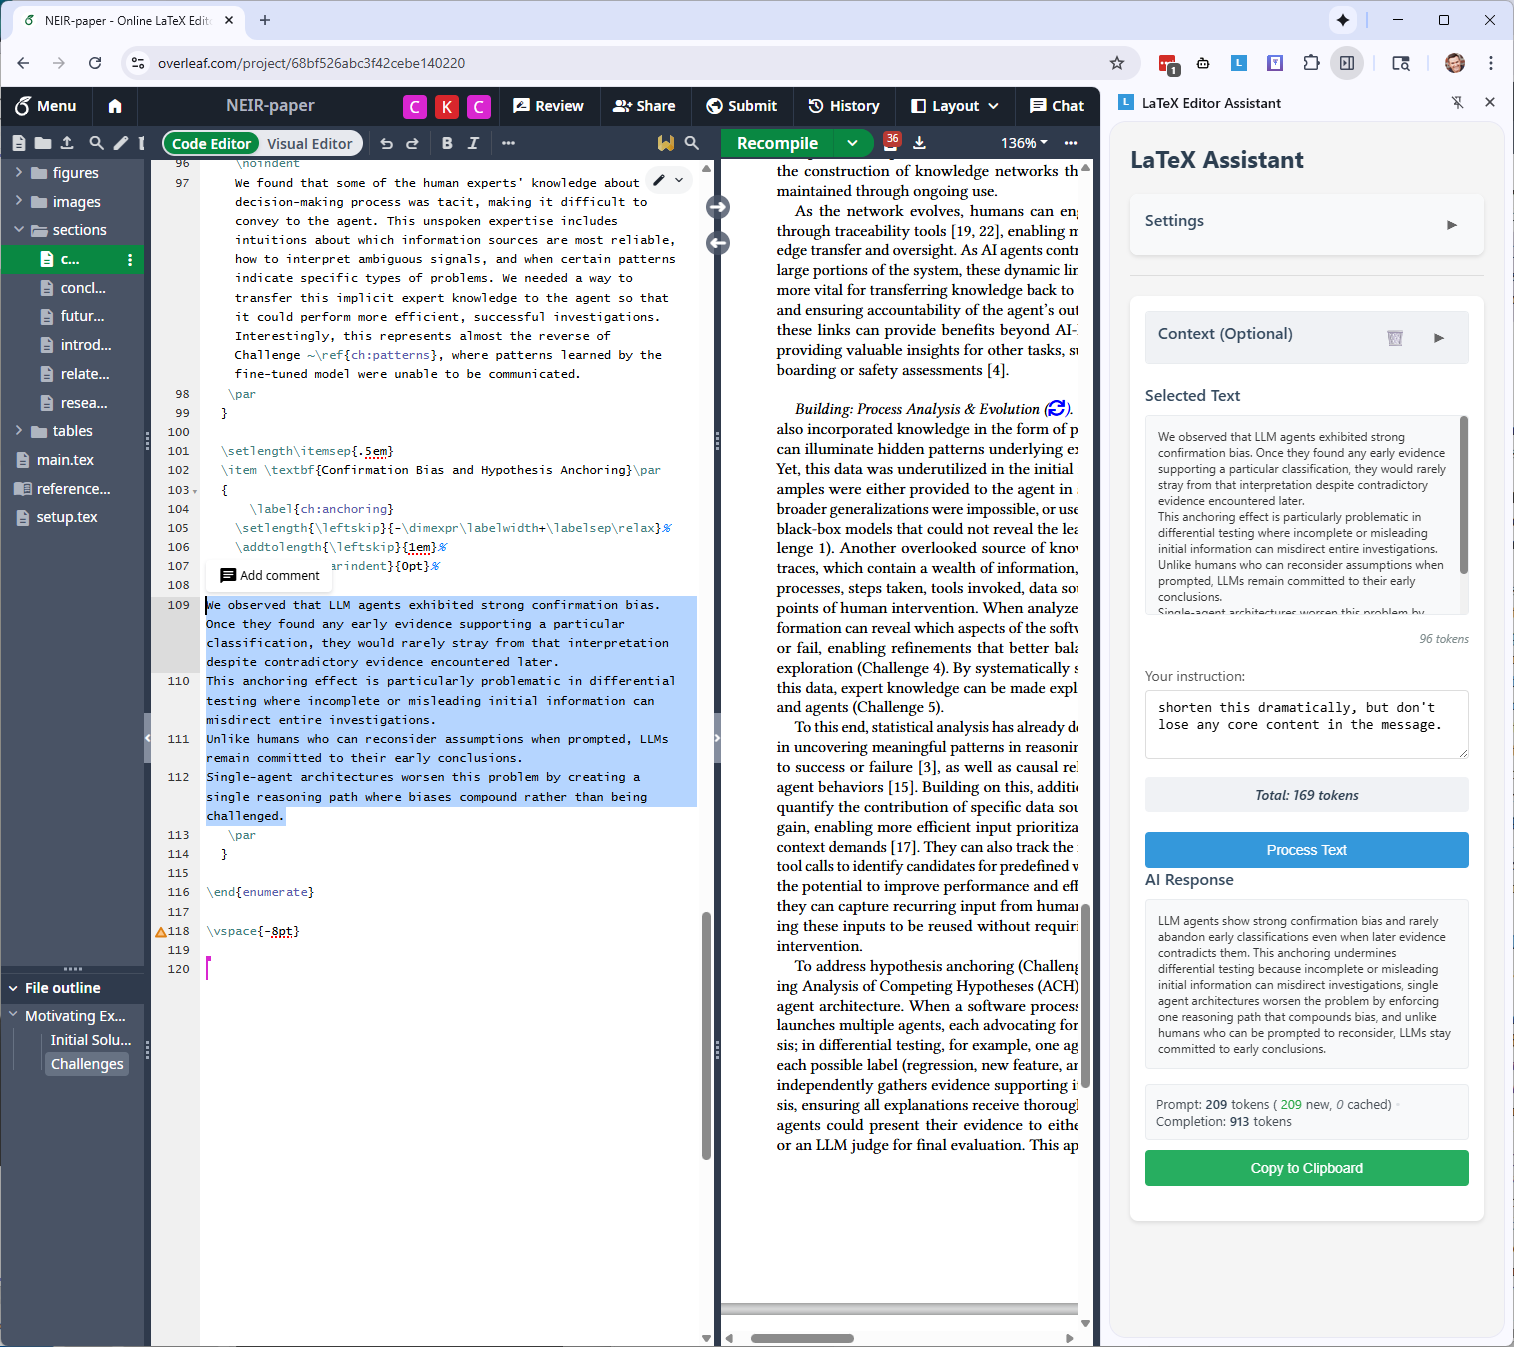 NEIR-paper - Online LaTeX Edit
overleaf.com/project/68bf526abc3f42cebe140220
1
L
Menu
NEIR-paper
C
K
C
Review
Share
Submit
History
Layout
Chat
Code Editor
Visual Editor
B
I
Recompile
36
136%
figures
images
sections
c...
concl...
futur...
introd...
relate...
resea...
tables
main.tex
reference...
setup.tex
File outline
Motivating Ex...
Initial Solu...
Challenges
96 \noindent
97 We found that some of the human experts' knowledge about
decision-making process was tacit, making it difficult to
convey to the agent. This unspoken expertise includes
intuitions about which information sources are most reliable,
how to interpret ambiguous signals, and when certain patterns
indicate specific types of problems. We needed a way to
transfer this implicit expert knowledge to the agent so that
it could perform more efficient, successful investigations.
Interestingly, this represents almost the reverse of
Challenge ~\ref{ch:patterns}, where patterns learned by the
fine-tuned model were unable to be communicated.
98 \par
99 }
100
101 \setlength\itemsep{.5em}
102 \item \textbf{Confirmation Bias and Hypothesis Anchoring}\par
103 {
104 \label{ch:anchoring}
105 \setlength{\leftskip}{-\dimexpr\labelwidth+\labelsep\relax}%
106 \addtolength{\leftskip}{1em}%
107 arindent}{0pt}%
Add comment
108
109 We observed that LLM agents exhibited strong confirmation bias.
Once they found any early evidence supporting a particular
classification, they would rarely stray from that interpretation
despite contradictory evidence encountered later.
110 This anchoring effect is particularly problematic in differential
testing where incomplete or misleading initial information can
misdirect entire investigations.
111 Unlike humans who can reconsider assumptions when prompted, LLMs
remain committed to their early conclusions.
112 Single-agent architectures worsen this problem by creating a
single reasoning path where biases compound rather than being
challenged.
113 \par
114 }
115
116 \end{enumerate}
117
118 \vspace{-8pt}
119
120
the construction of knowledge networks th
maintained through ongoing use.
As the network evolves, humans can en
through traceability tools [19, 22], enabling m
edge transfer and oversight. As AI agents contr
large portions of the system, these dynamic lin
more vital for transferring knowledge back to
and ensuring accountability of the agent's out
these links can provide benefits beyond AI-
providing valuable insights for other tasks, su
boarding or safety assessments [4].
Building: Process Analysis & Evolution ( ).
also incorporated knowledge in the form of p
can illuminate hidden patterns underlying ex
Yet, this data was underutilized in the initial
amples were either provided to the agent in
broader generalizations were impossible, or use
black-box models that could not reveal the lea
lenge 1). Another overlooked source of know
traces, which contain a wealth of information,
processes, steps taken, tools invoked, data sou
points of human intervention. When analyze
formation can reveal which aspects of the softw
or fail, enabling refinements that better bala
exploration (Challenge 4). By systematically s
this data, expert knowledge can be made expl
and agents (Challenge 5).
To this end, statistical analysis has already de
in uncovering meaningful patterns in reasonin
to success or failure [3], as well as causal rel
agent behaviors [15]. Building on this, additio
quantify the contribution of specific data sou
gain, enabling more efficient input prioritiza
context demands [17]. They can also track the
tool calls to identify candidates for predefined w
the potential to improve performance and eff
they can capture recurring input from human
ing these inputs to be reused without requiri
intervention.
To address hypothesis anchoring (Challeng
ing Analysis of Competing Hypotheses (ACH)
agent architecture. When a software process
launches multiple agents, each advocating for
sis; in differential testing, for example, one ag
each possible label (regression, new feature, ar
independently gathers evidence supporting i
sis, ensuring all explanations receive thoroug
agents could present their evidence to eithe
or an LLM judge for final evaluation. This ap
L
LaTeX Editor Assistant
LaTeX Assistant
Settings
Context (Optional)
Selected Text
We observed that LLM agents exhibited strong
confirmation bias. Once they found any early evidence
supporting a particular classification, they would rarely
stray from that interpretation despite contradictory
evidence encountered later.
This anchoring effect is particularly problematic in
differential testing where incomplete or misleading
initial information can misdirect entire investigations.
Unlike humans who can reconsider assumptions when
prompted, LLMs remain committed to their early
conclusions.
Single-agent architectures worsen this problem by
96 tokens
Your instruction:
shorten this dramatically, but don't
lose any core content in the message.
Total: 169 tokens
Process Text
AI Response
LLM agents show strong confirmation bias and rarely
abandon early classifications even when later evidence
contradicts them. This anchoring undermines
differential testing because incomplete or misleading
initial information can misdirect investigations, single
agent architectures worsen the problem by enforcing
one reasoning path that compounds bias, and unlike
humans who can be prompted to reconsider, LLMs stay
committed to early conclusions.
Prompt: 209 tokens ( 209 new, 0 cached) •
Completion: 913 tokens
Copy to Clipboard